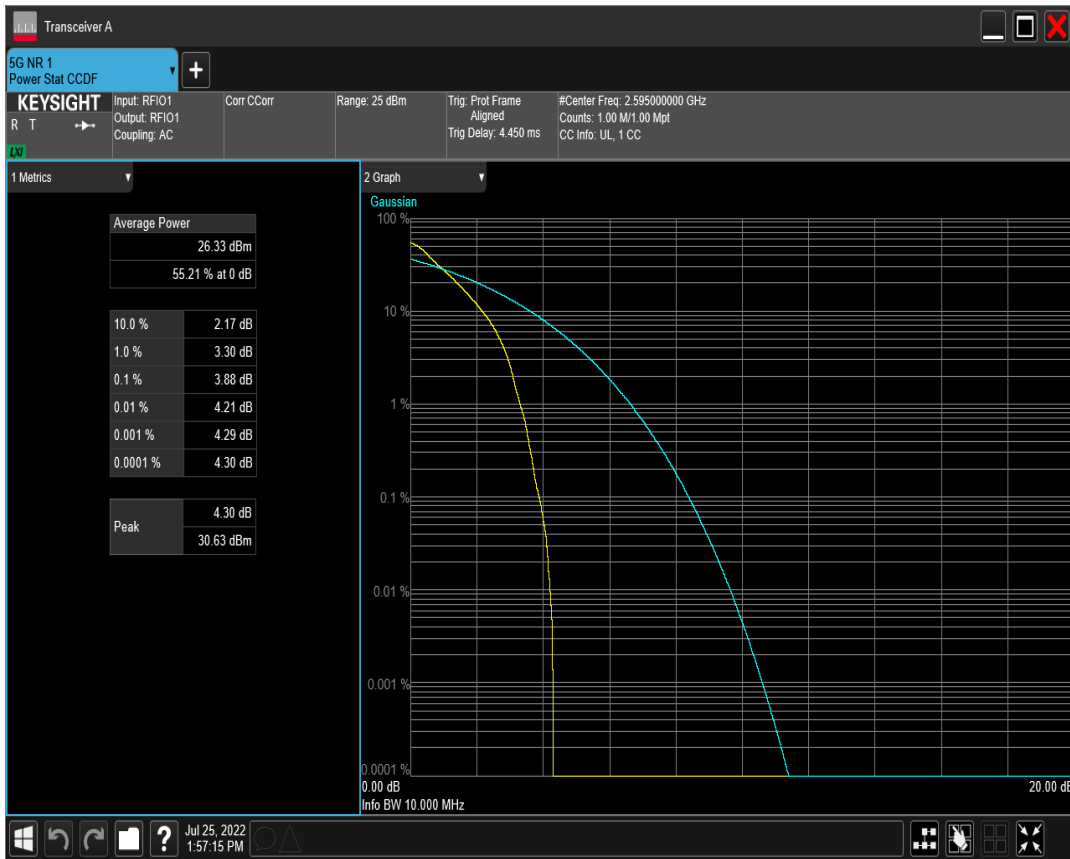 Transceiver A
5G NR 1
Power Stat CCDF
+
KEYSIGHT
R T
LXI
Input: RFIO1
Output: RFIO1
Coupling: AC
Corr CCorr
Range: 25 dBm
Trig: Prot Frame
Aligned
Trig Delay: 4.450 ms
#Center Freq: 2.595000000 GHz
Counts: 1.00 M/1.00 Mpt
CC Info: UL, 1 CC
1 Metrics
Average Power
26.33 dBm
55.21 % at 0 dB
10.0 % 2.17 dB
1.0 % 3.30 dB
0.1 % 3.88 dB
0.01 % 4.21 dB
0.001 % 4.29 dB
0.0001 % 4.30 dB
Peak
4.30 dB
30.63 dBm
2 Graph
Gaussian
100 %
10 %
1 %
0.1 %
0.01 %
0.001 %
0.0001 %
0.00 dB
20.00 dB
Info BW 10.000 MHz
?
Jul 25, 2022
1:57:15 PM